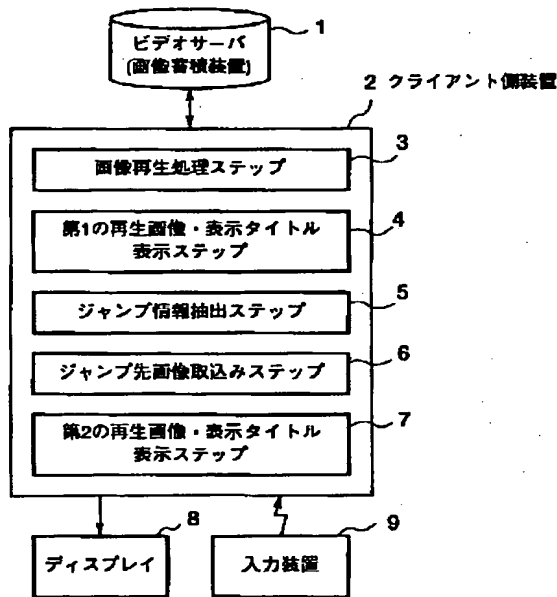 1
ビデオサーバ
(画像蓄積装置)
2 クライアント側装置
3
画像再生処理ステップ
4
第1の再生画像・表示タイトル
表示ステップ
5
ジャンプ情報抽出ステップ
6
ジャンプ先画像取込みステップ
7
第2の再生画像・表示タイトル
表示ステップ
8
ディスプレイ
9
入力装置